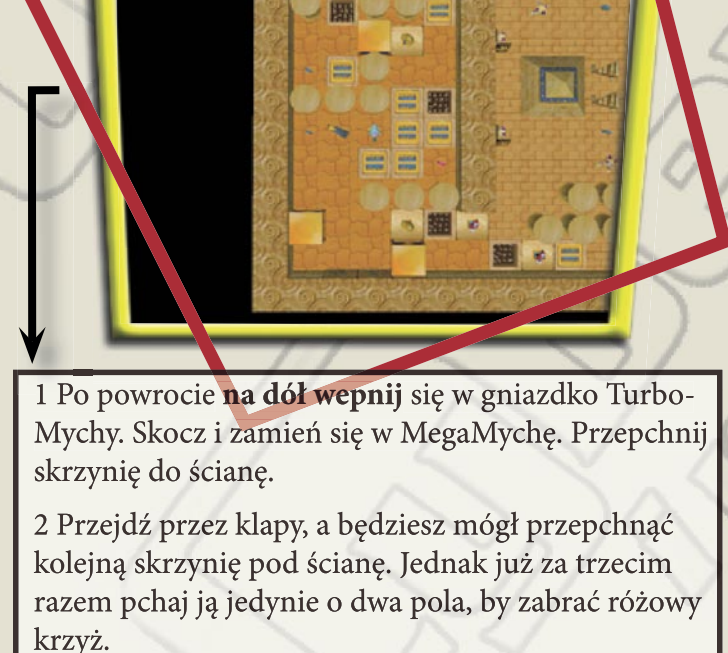 1 Po powrocie na dół wepnij się w gniazdko Turbo-
Mychy. Skocz i zamień się w MegaMychę. Przepchnij
skrzynię do ścianę.
2 Przejdź przez klapy, a będziesz mógł przepchnąć
kolejną skrzynię pod ścianę. Jednak już za trzecim
razem pchaj ją jedynie o dwa pola, by zabrać różowy
krzyż.